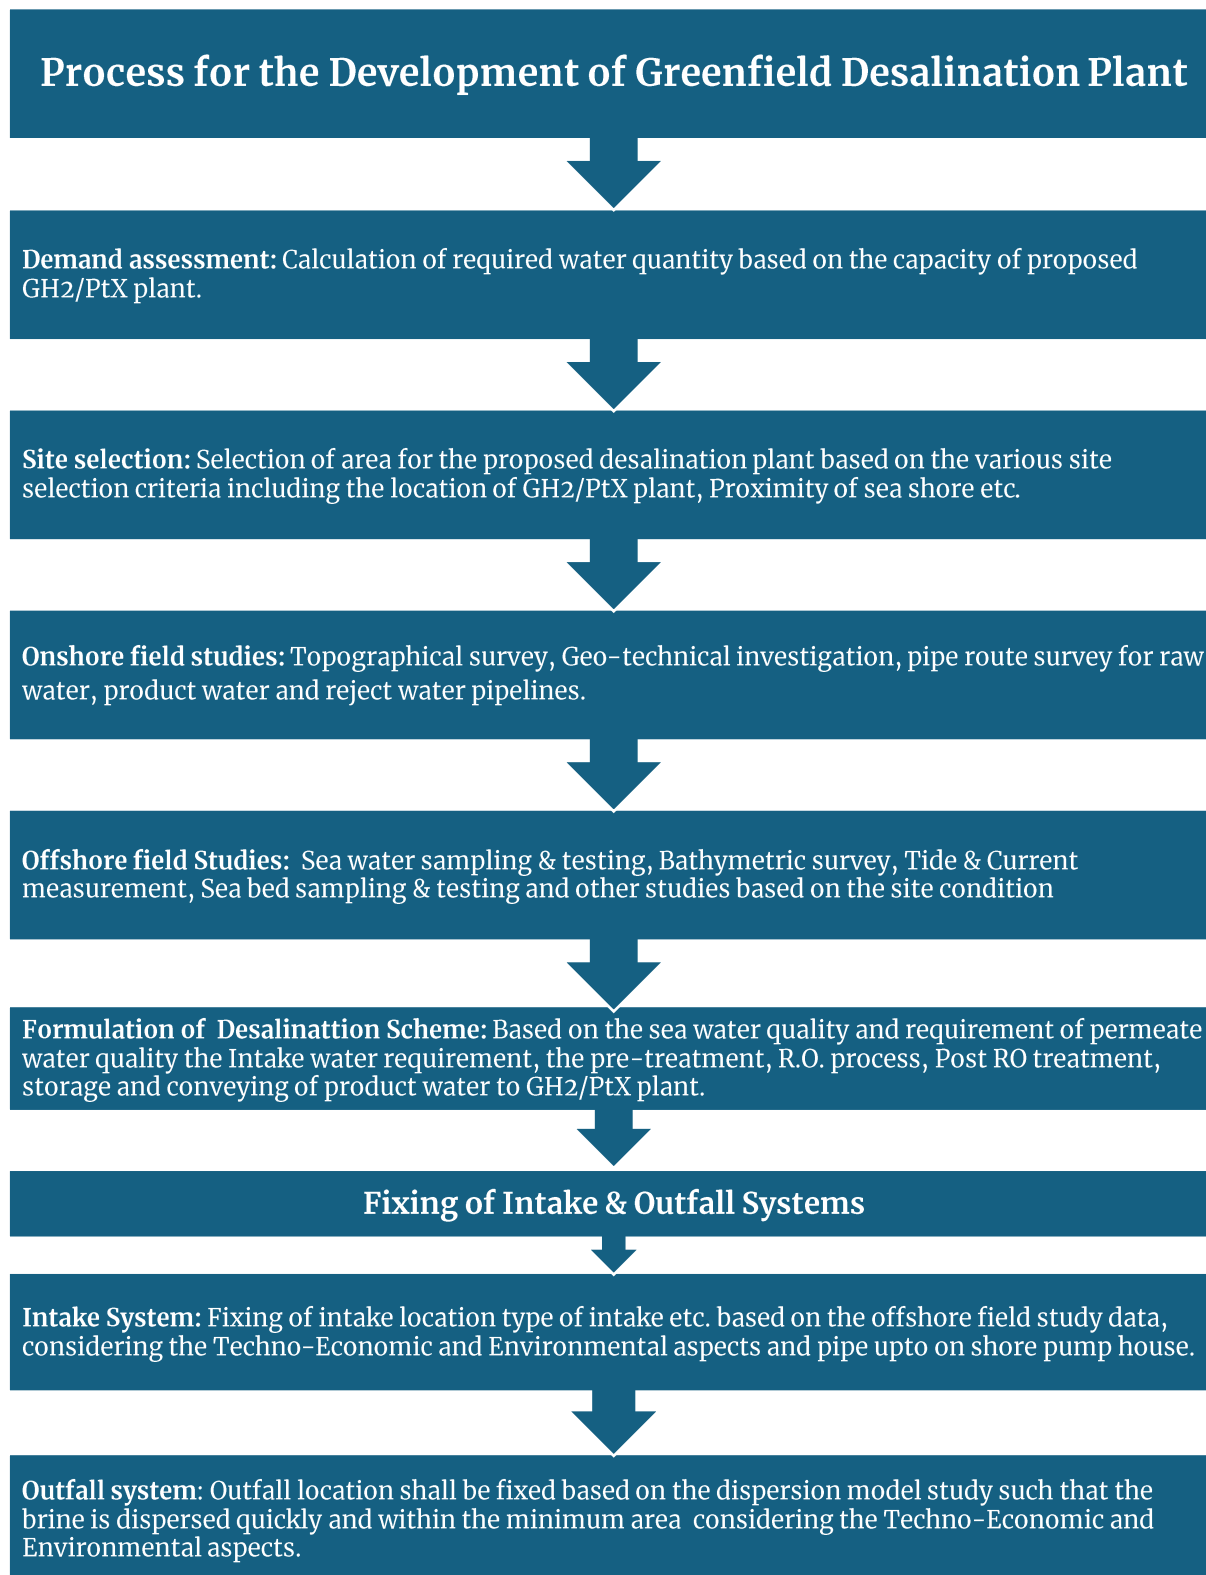 Process for the Development of Greenfield Desalination Plant
Demand assessment: Calculation of required water quantity based on the capacity of proposed
GH2/PtX plant.
Site selection: Selection of area for the proposed desalination plant based on the various site
selection criteria including the location of GH2/PtX plant, Proximity of sea shore etc.
Onshore field studies: Topographical survey, Geo-technical investigation, pipe route survey for raw
water, product water and reject water pipelines.
Offshore field Studies: Sea water sampling & testing, Bathymetric survey, Tide & Current
measurement, Sea bed sampling & testing and other studies based on the site condition
Formulation of Desalinattion Scheme: Based on the sea water quality and requirement of permeate
water quality the Intake water requirement, the pre-treatment, R.O. process, Post RO treatment,
storage and conveying of product water to GH2/PtX plant.
Fixing of Intake & Outfall Systems
Intake System: Fixing of intake location type of intake etc. based on the offshore field study data,
considering the Techno-Economic and Environmental aspects and pipe upto on shore pump house.
Outfall system: Outfall location shall be fixed based on the dispersion model study such that the
brine is dispersed quickly and within the minimum area considering the Techno-Economic and
Environmental aspects.